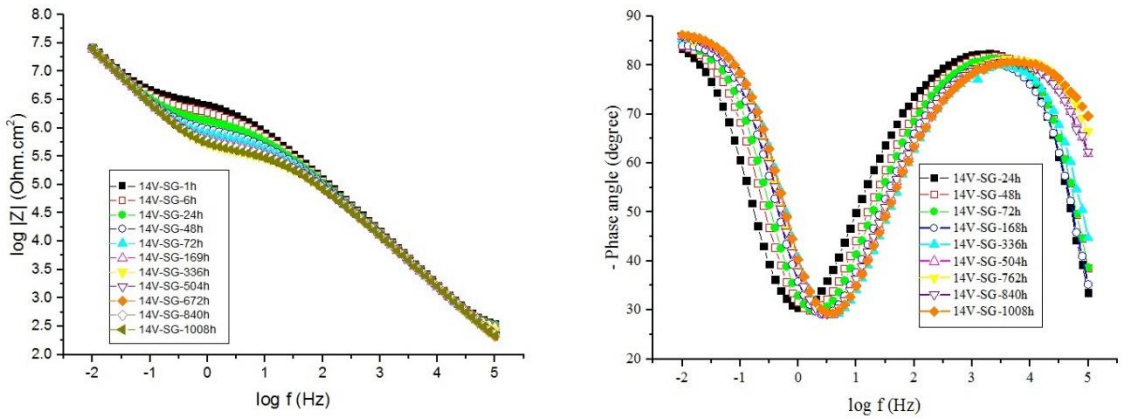 8.0
7.5
7.0
6.5
6.0
5.5
5.0
4.5
4.0
3.5
3.0
2.5
2.0
log |Z| (Ohm.cm²)
14V-SG-1h
14V-SG-6h
14V-SG-24h
14V-SG-48h
14V-SG-72h
14V-SG-169h
14V-SG-336h
14V-SG-504h
14V-SG-672h
14V-SG-840h
14V-SG-1008h
-2 -1 0 1 2 3 4 5
log f (Hz)
90
80
70
60
50
40
30
20
- Phase angle (degree)
14V-SG-24h
14V-SG-48h
14V-SG-72h
14V-SG-168h
14V-SG-336h
14V-SG-504h
14V-SG-762h
14V-SG-840h
14V-SG-1008h
-2 -1 0 1 2 3 4 5
log f (Hz)